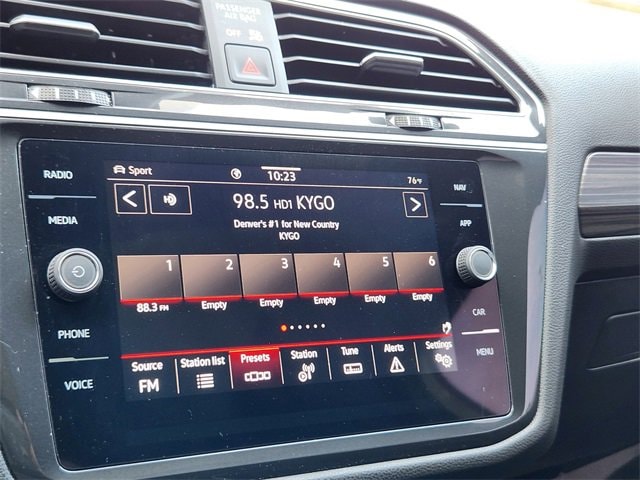 PASSENGER
AIR BAG
OFF
RADIO
MEDIA
PHONE
VOICE
NAV
APP
CAR
MENU
Sport
10:23
76°F
98.5 HD1 KYGO
Denver's #1 for New Country
KYGO
1 2 3 4 5 6
88.3 FM Empty Empty Empty Empty Empty
Source Station list Presets Station Tune Alerts Settings
FM